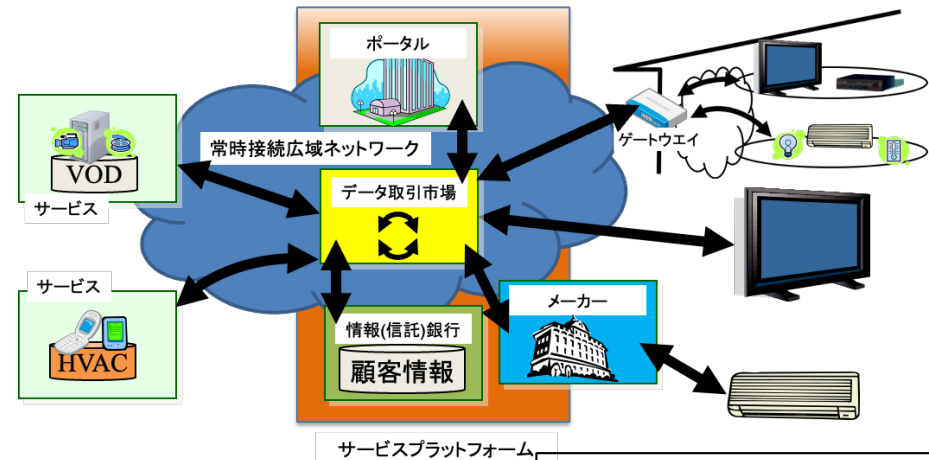 ポータル
常時接続広域ネットワーク
ゲートウエイ
VOD
サービス
データ取引市場
サービス
HVAC
情報(信託)銀行
顧客情報
メーカー
サービスプラットフォーム